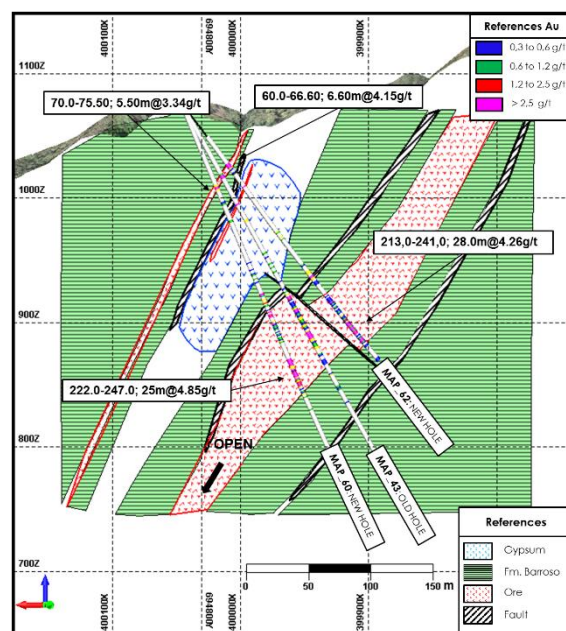 400100X
694800Y
400000X
399900X
References Au
0,3 to 0,6 g/t
0.6 to 1.2 g/t
1.2 to 2.5 g/t
> 2,5 g/t
1100Z
70.0-75.50; 5.50m@3.34g/t
60.0-66.60; 6.60m@4.15g/t
1000Z
213,0-241,0; 28.0m@4.26g/t
900Z
222.0-247.0; 25m@4.85g/t
MAP_62: NEW HOLE
OPEN
800Z
MAP_60: NEW HOLE
MAP_43: OLD HOLE
References
Gypsum
Fm. Barrosa
Ore
Fault
700Z
0 50 100 150 m
400100X
694800Y
400000X
399900X